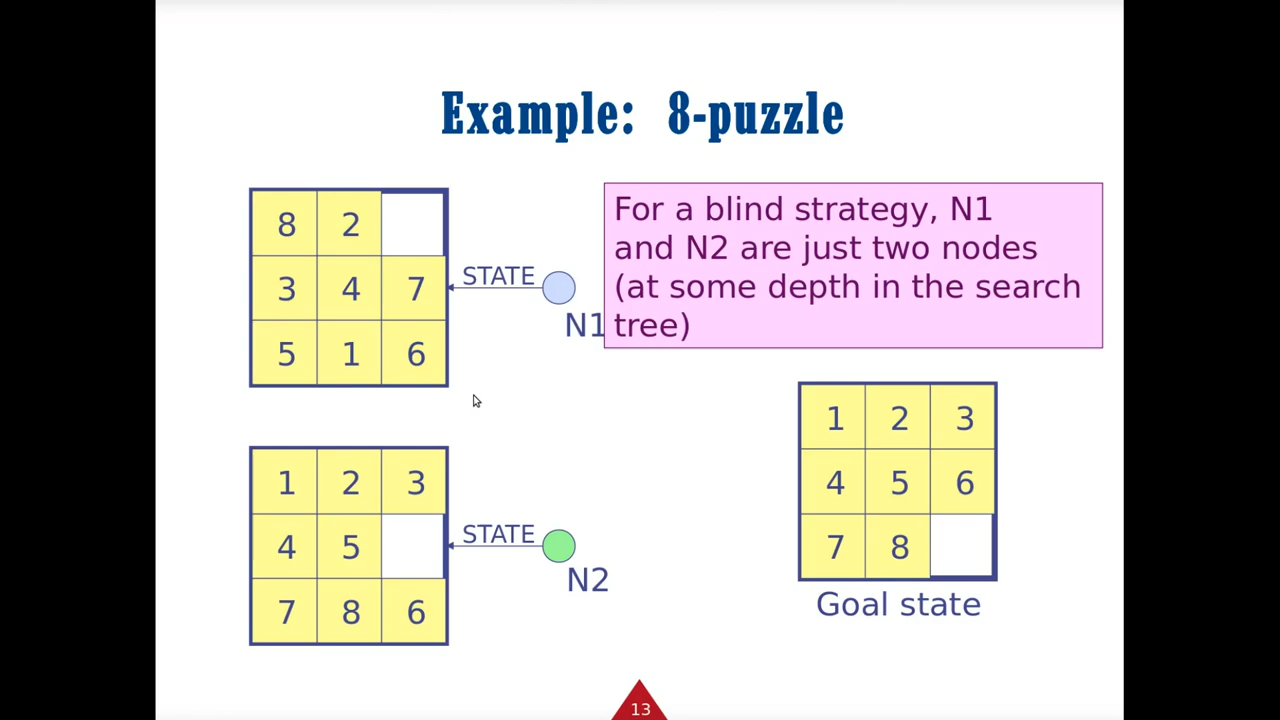 Example: 8-puzzle
8 2
3 4 7
5 1 6
STATE
N1
For a blind strategy, N1
and N2 are just two nodes
(at some depth in the search
tree)
1 2 3
4 5
7 8 6
STATE
N2
1 2 3
4 5 6
7 8
Goal state
13